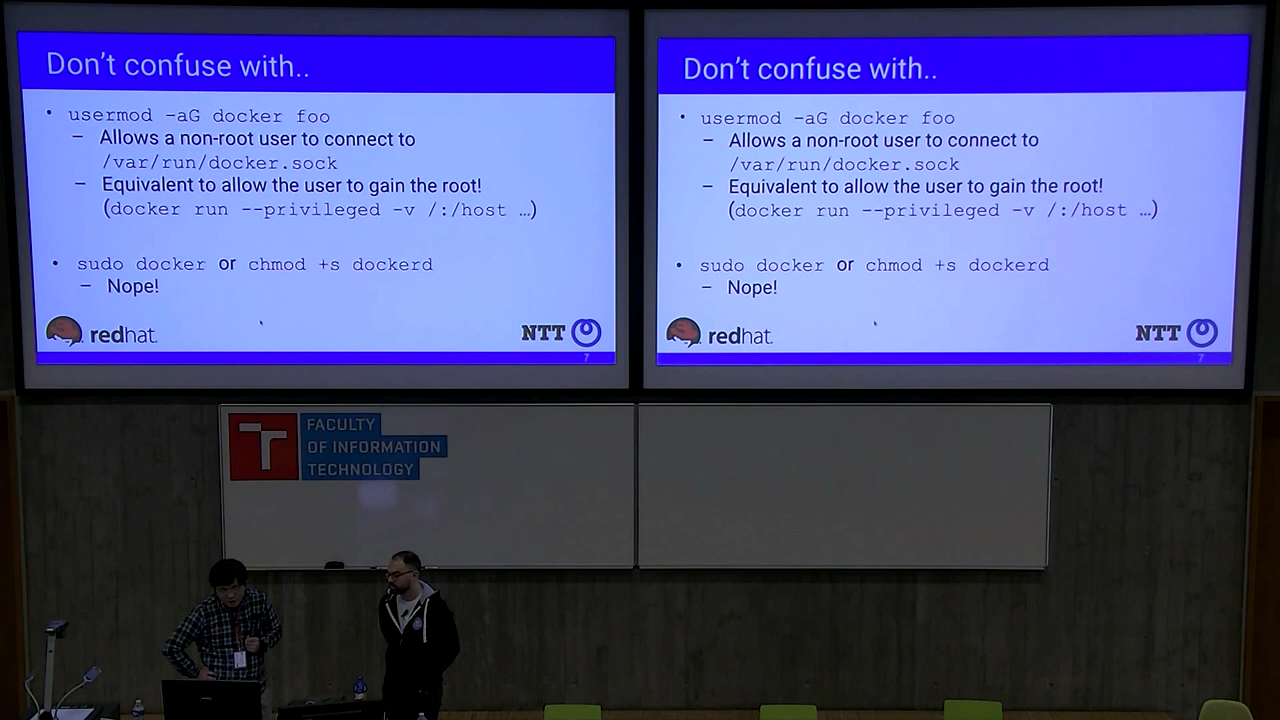 Don't confuse with..
• usermod -aG docker foo
– Allows a non-root user to connect to
/var/run/docker.sock
– Equivalent to allow the user to gain the root!
(docker run --privileged -v /:/host …)
• sudo docker or chmod +s dockerd
– Nope!
redhat.
NTT
7
Don't confuse with..
• usermod -aG docker foo
– Allows a non-root user to connect to
/var/run/docker.sock
– Equivalent to allow the user to gain the root!
(docker run --privileged -v /:/host …)
• sudo docker or chmod +s dockerd
– Nope!
redhat.
NTT
7
FACULTY
OF INFORMATION
TECHNOLOGY